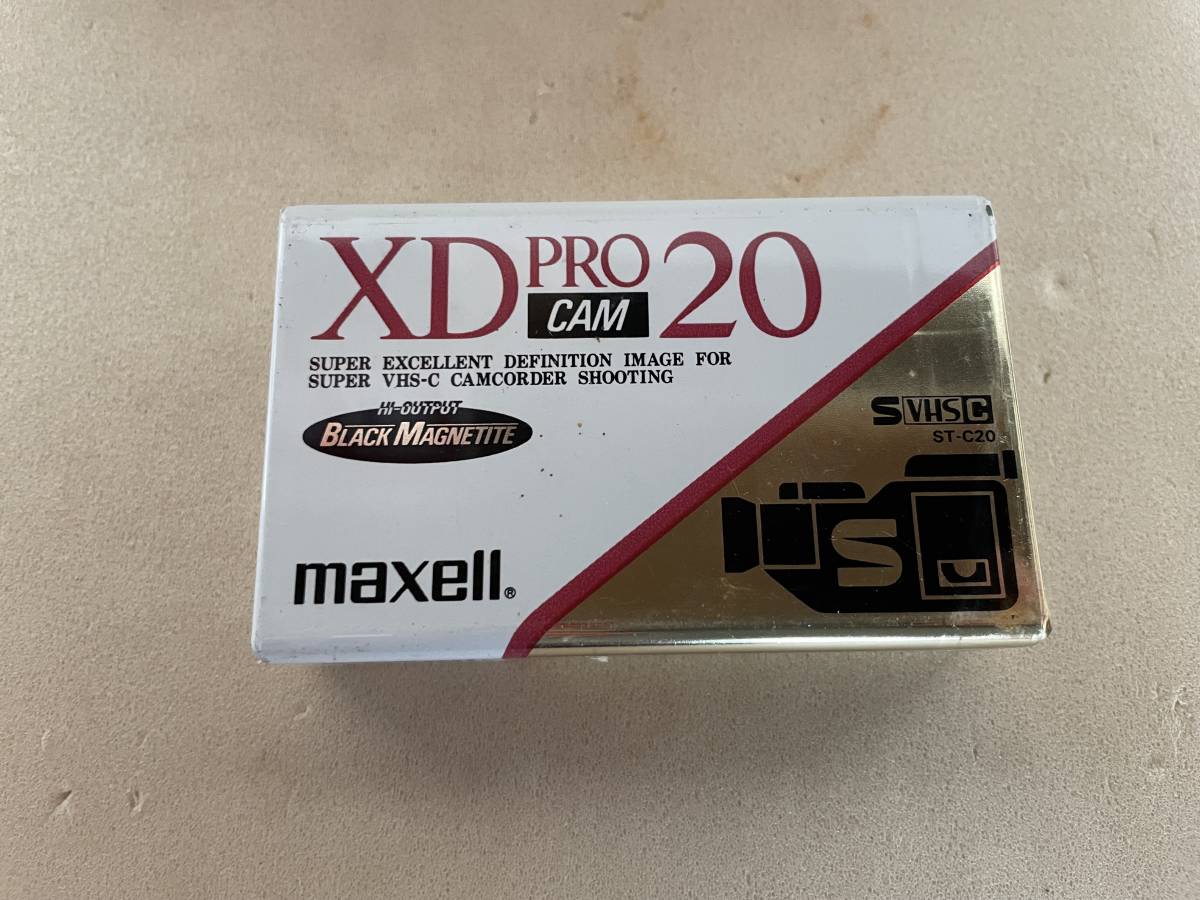 XD PRO CAM 20
SUPER EXCELLENT DEFINITION IMAGE FOR
SUPER VHS-C CAMCORDER SHOOTING
HI-OUTPUT
BLACK MAGNETITE
maxell®
S VHS C
ST-C20
S